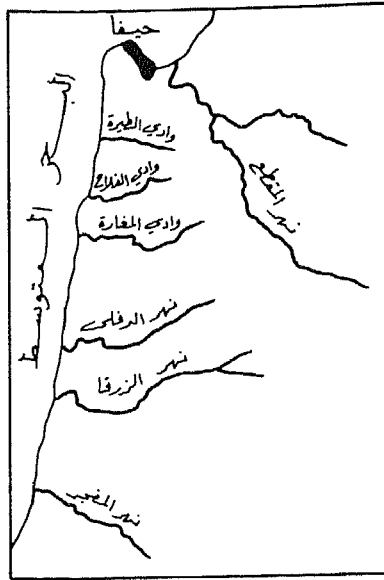 حيفا
البحر المتوسط
وادي الطيرة
وادي الفلاح
وادي المغارة
نهر المقطع
نهر الدفلى
نهر الزرقا
نهر المفجر